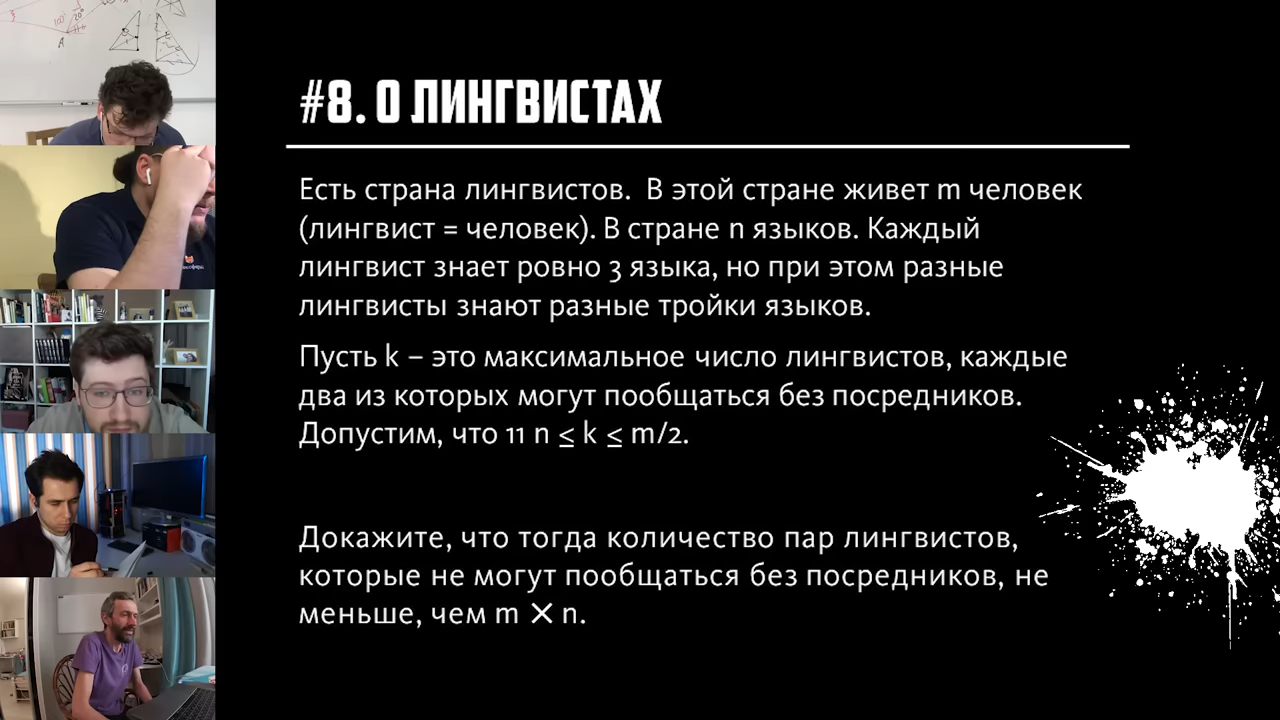 #8. О ЛИНГВИСТАХ
Есть страна лингвистов. В этой стране живет m человек
(лингвист = человек). В стране n языков. Каждый
лингвист знает ровно 3 языка, но при этом разные
лингвисты знают разные тройки языков.
Пусть k – это максимальное число лингвистов, каждые
два из которых могут пообщаться без посредников.
Допустим, что 11 n ≤ k ≤ m/2.
Докажите, что тогда количество пар лингвистов,
которые не могут пообщаться без посредников, не
меньше, чем m ✕ n.